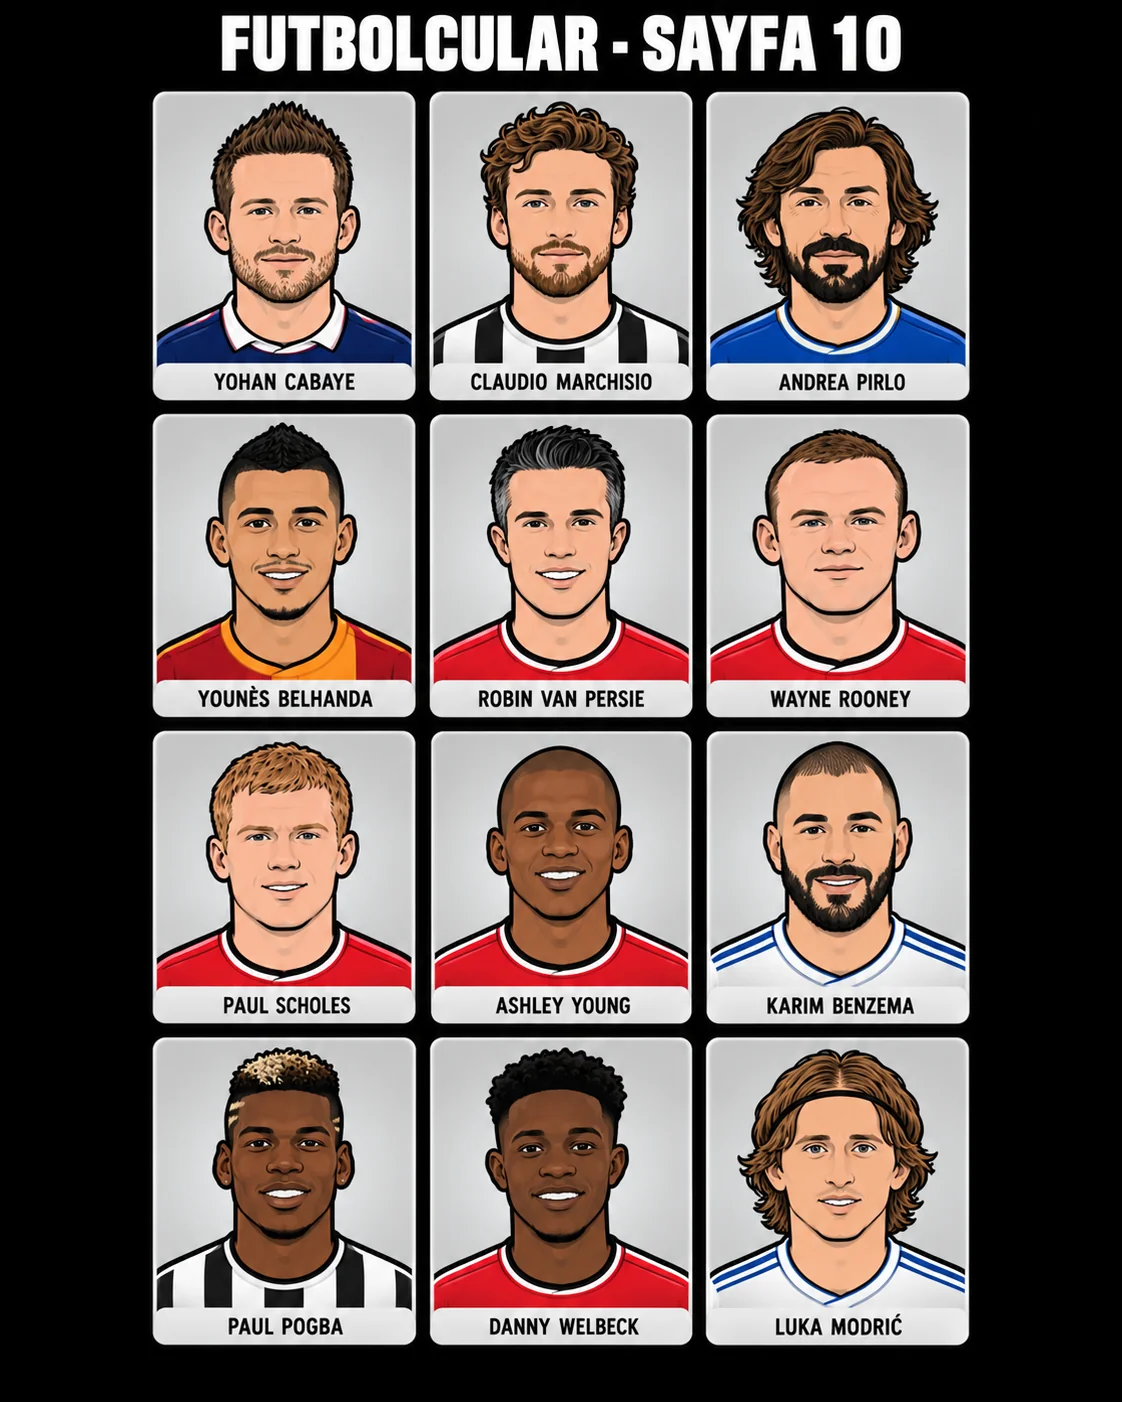 FUTBOLCULAR - SAYFA 10
YOHAN CABAYE
CLAUDIO MARCHISIO
ANDREA PIRLO
YOUNÈS BELHANDA
ROBIN VAN PERSIE
WAYNE ROONEY
PAUL SCHOLES
ASHLEY YOUNG
KARIM BENZEMA
PAUL POGBA
DANNY WELBECK
LUKA MODRIĆ